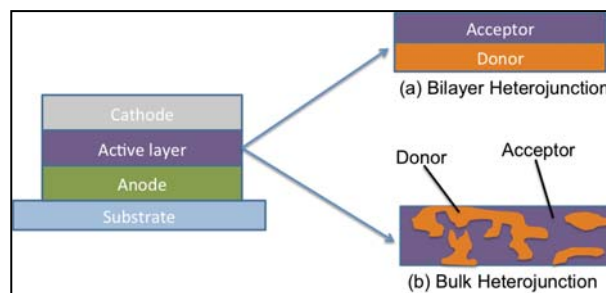 Acceptor
Donor
(a) Bilayer Heterojunction
Cathode
Active layer
Anode
Substrate
Donor
Acceptor
(b) Bulk Heterojunction